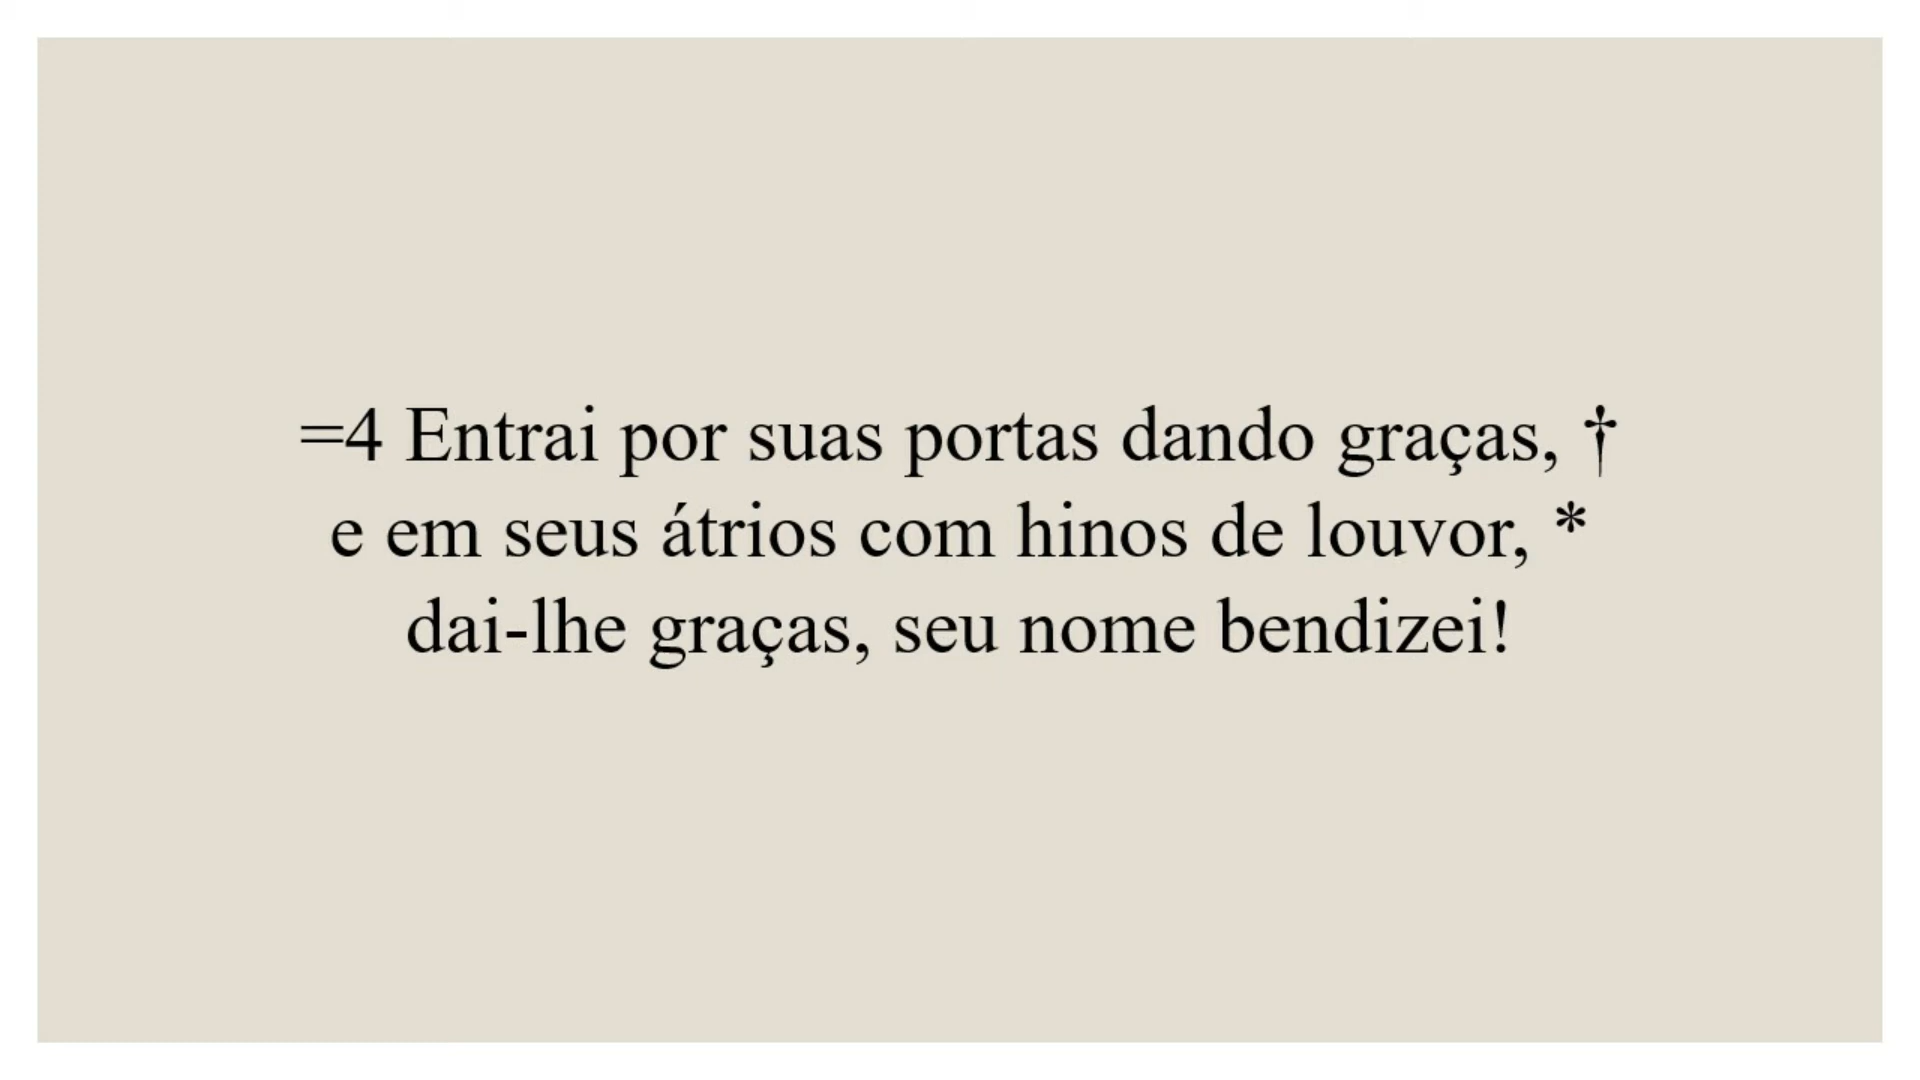 =4 Entrai por suas portas dando graças, †
e em seus átrios com hinos de louvor, *
dai-lhe graças, seu nome bendizei!